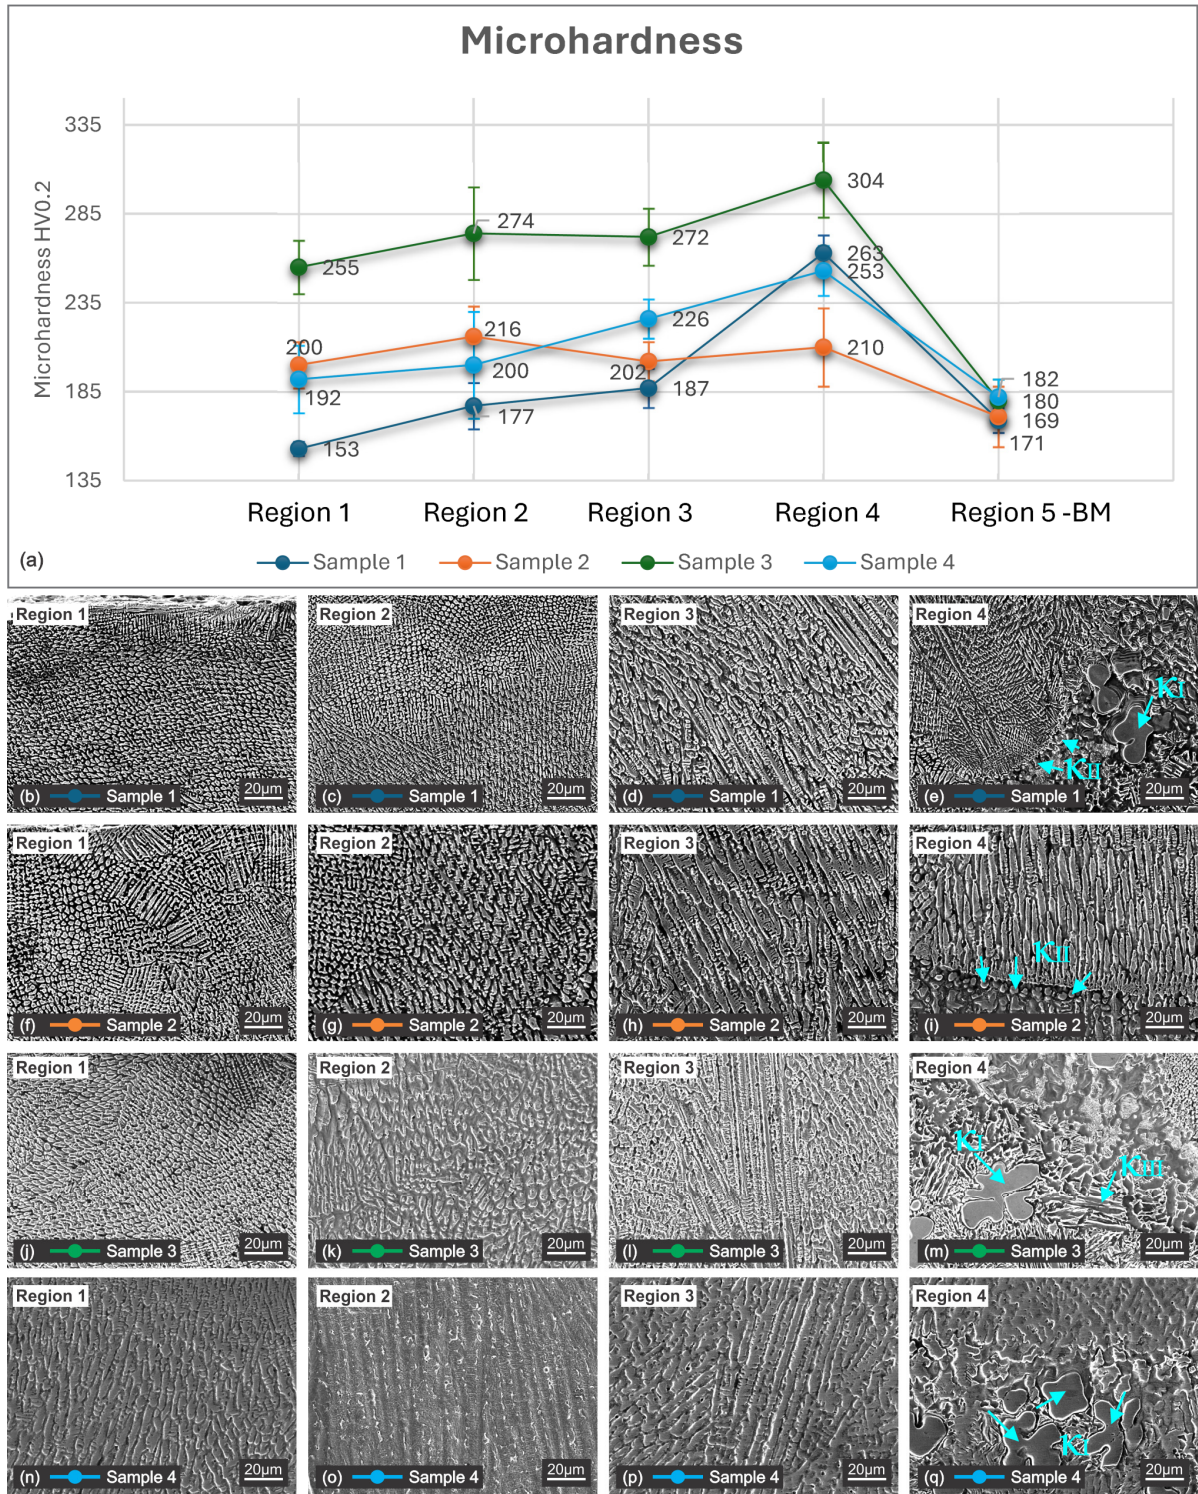 Microhardness
Microhardness HV0.2
335
285
235
185
135
255
274
272
304
263
253
200
216
226
210
192
200
202
187
153
177
182
180
169
171
Region 1
Region 2
Region 3
Region 4
Region 5 -BM
(a)
Sample 1
Sample 2
Sample 3
Sample 4
Region 1
(b) Sample 1
20µm
Region 2
(c) Sample 1
20µm
Region 3
(d) Sample 1
20µm
Region 4
KI
KII
(e) Sample 1
20µm
Region 1
(f) Sample 2
20µm
Region 2
(g) Sample 2
20µm
Region 3
(h) Sample 2
20µm
Region 4
KII
(i) Sample 2
20µm
Region 1
(j) Sample 3
20µm
Region 2
(k) Sample 3
20µm
Region 3
(l) Sample 3
20µm
Region 4
KI
KIII
(m) Sample 3
20µm
Region 1
(n) Sample 4
20µm
Region 2
(o) Sample 4
20µm
Region 3
(p) Sample 4
20µm
Region 4
KI
(q) Sample 4
20µm